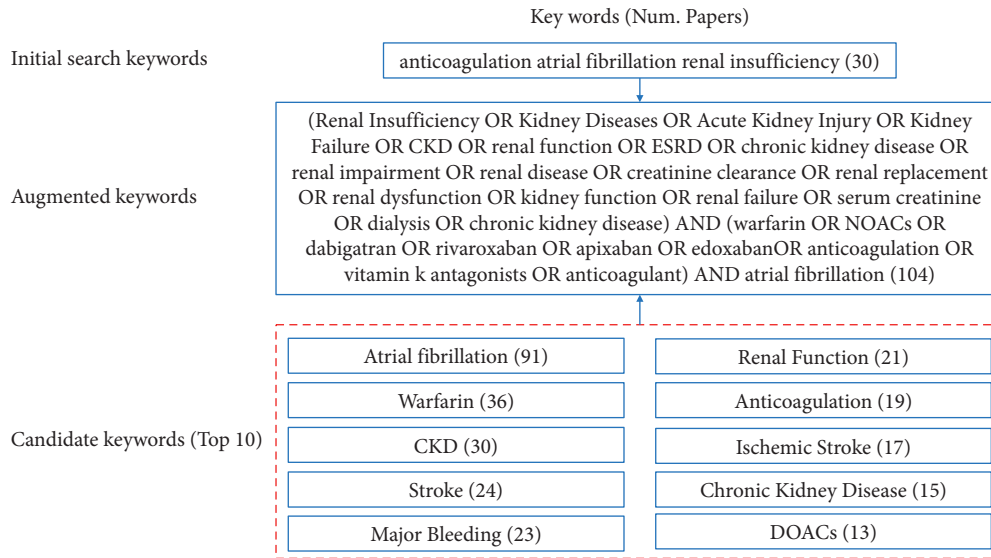 Key words (Num. Papers)
Initial search keywords
anticoagulation atrial fibrillation renal insufficiency (30)
Augmented keywords
(Renal Insufficiency OR Kidney Diseases OR Acute Kidney Injury OR Kidney
Failure OR CKD OR renal function OR ESRD OR chronic kidney disease OR
renal impairment OR renal disease OR creatinine clearance OR renal replacement
OR renal dysfunction OR kidney function OR renal failure OR serum creatinine
OR dialysis OR chronic kidney disease) AND (warfarin OR NOACs OR
dabigatran OR rivaroxaban OR apixaban OR edoxabanOR anticoagulation OR
vitamin k antagonists OR anticoagulant) AND atrial fibrillation (104)
Candidate keywords (Top 10)
Atrial fibrillation (91)
Warfarin (36)
CKD (30)
Stroke (24)
Major Bleeding (23)
Renal Function (21)
Anticoagulation (19)
Ischemic Stroke (17)
Chronic Kidney Disease (15)
DOACs (13)